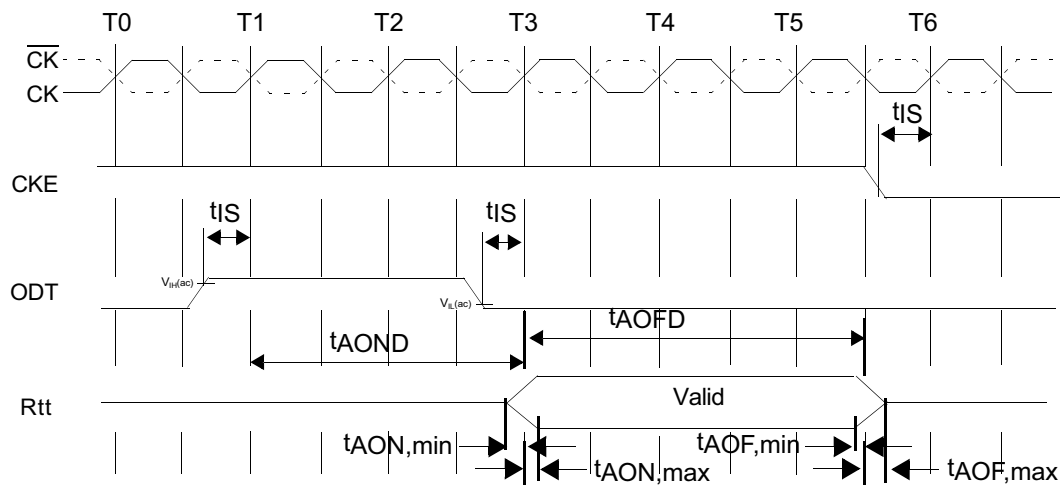 T0 T1 T2 T3 T4 T5 T6
CK
CK
tIS
CKE
tIS
tIS
VIH(ac)
ODT
VIL(ac)
tAOFD
tAOND
Rtt
Valid
tAON,min
tAOF,min
tAON,max
tAOF,max